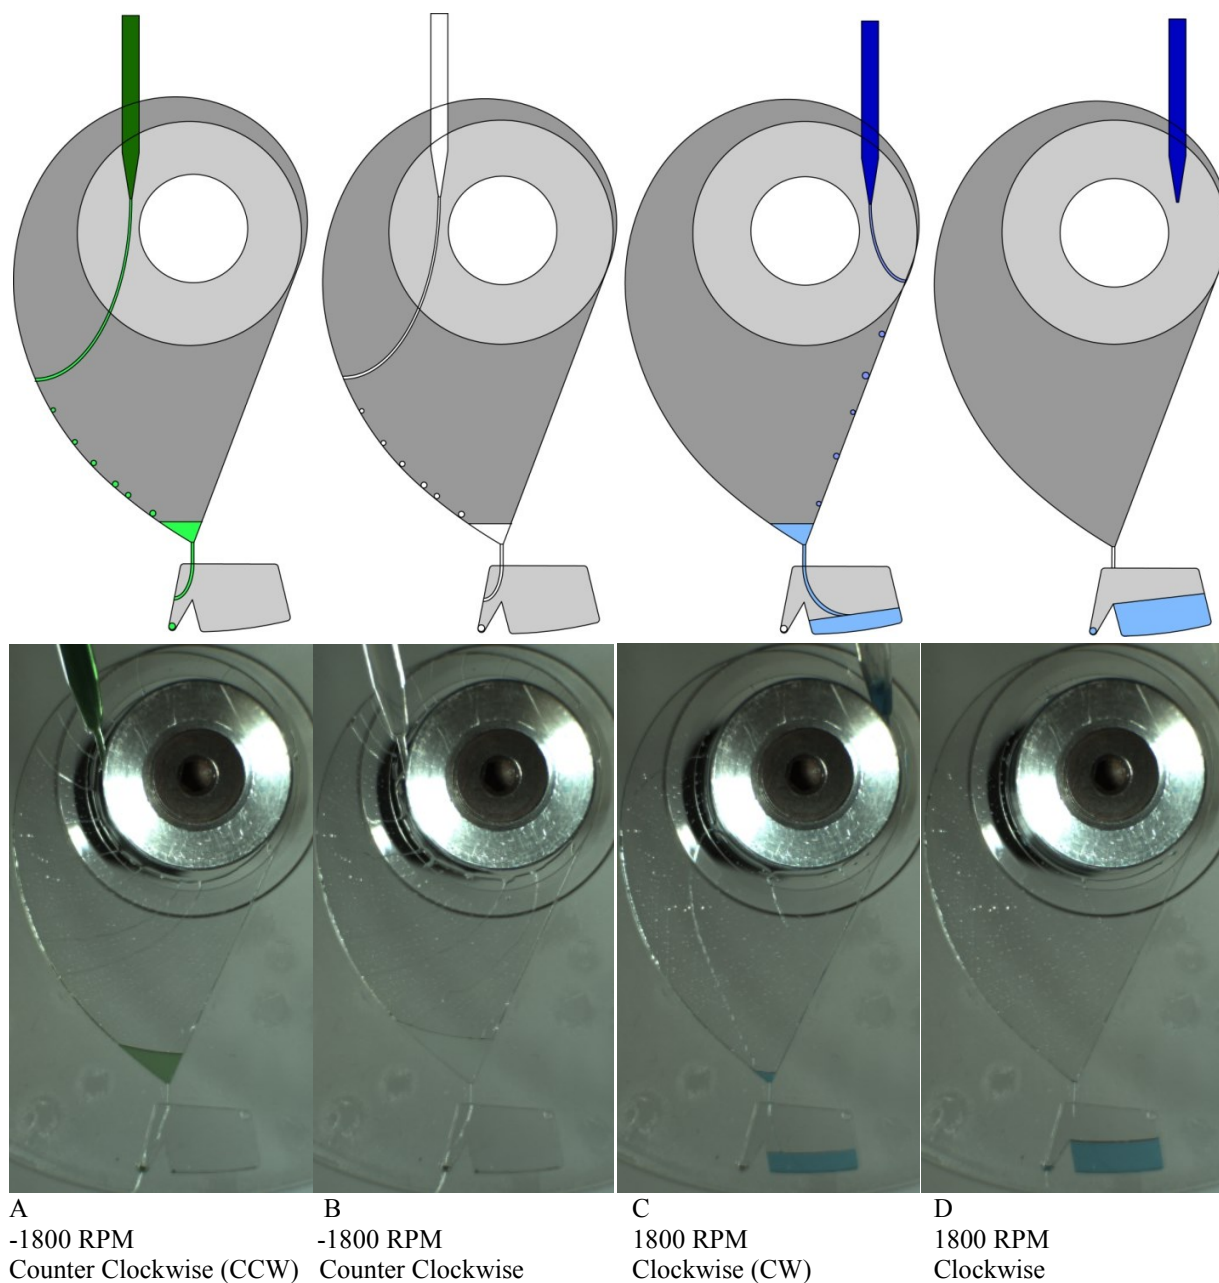 A
-1800 RPM
Counter Clockwise (CCW)
B
-1800 RPM
Counter Clockwise
C
1800 RPM
Clockwise (CW)
D
1800 RPM
Clockwise